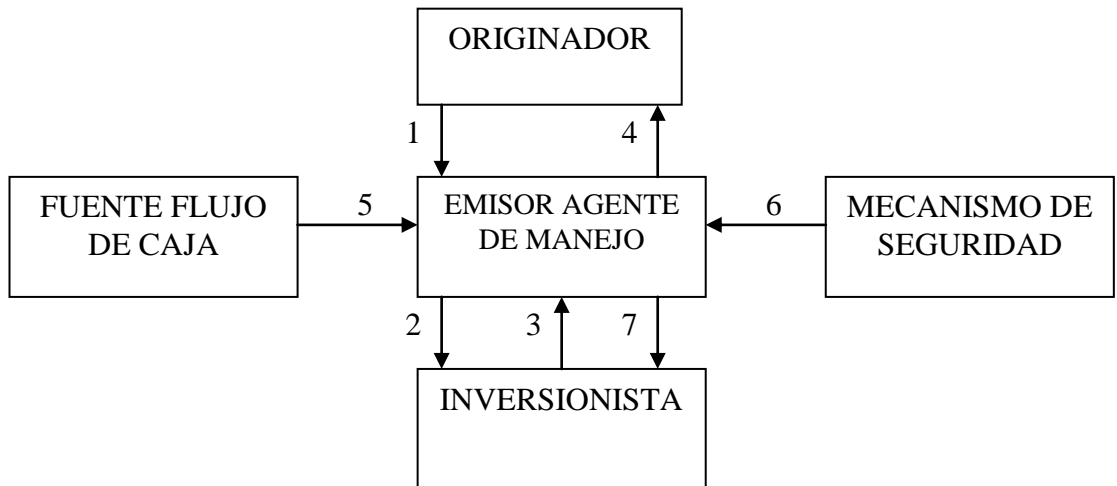 ORIGINADOR
1
4
FUENTE FLUJO
DE CAJA
5
EMISOR AGENTE
DE MANEJO
6
MECANISMO DE
SEGURIDAD
2
3
7
INVERSIONISTA